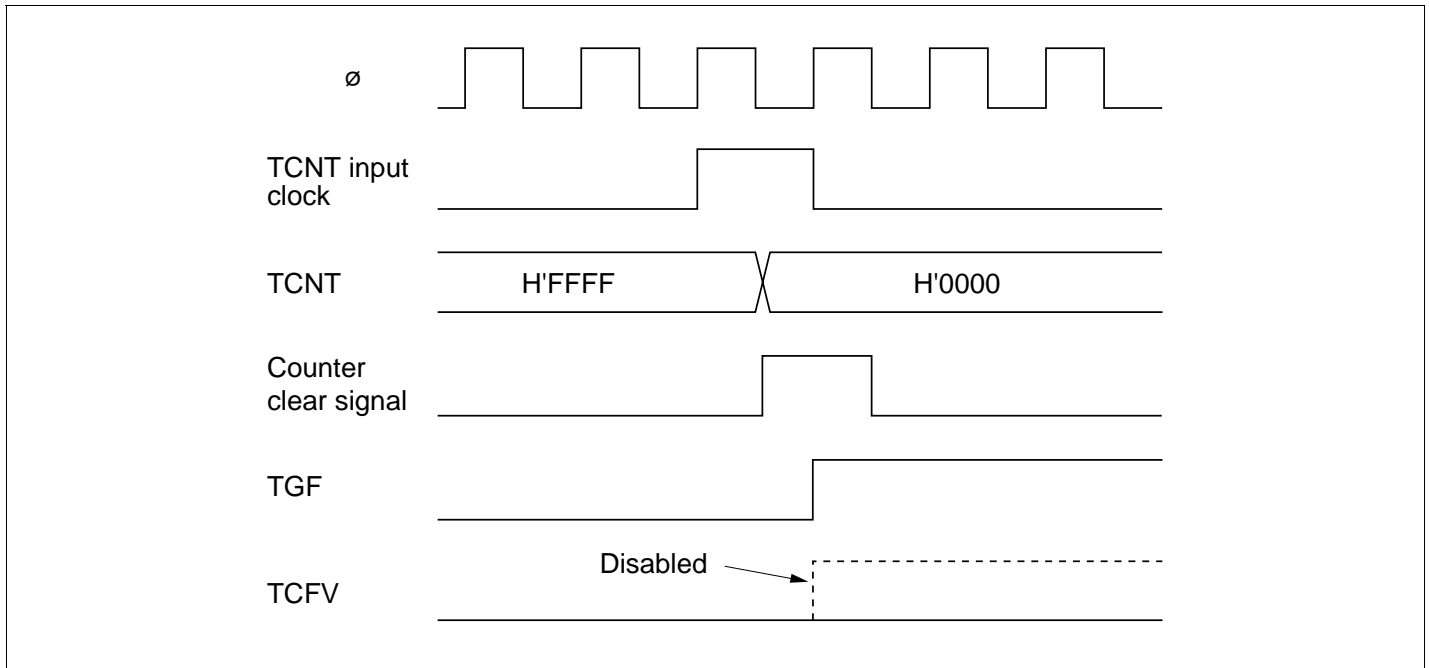 ø
TCNT input
clock
TCNT
H'FFFF
H'0000
Counter
clear signal
TGF
Disabled
TCFV